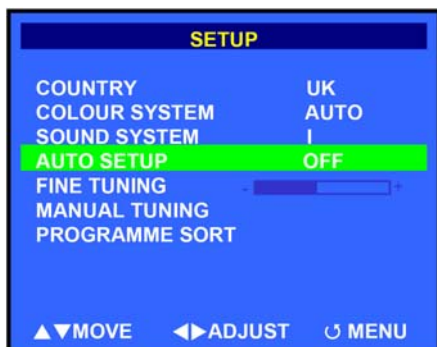 SETUP
COUNTRY UK
COLOUR SYSTEM AUTO
SOUND SYSTEM I
AUTO SETUP OFF
FINE TUNING - +
MANUAL TUNING
PROGRAMME SORT
▲▼MOVE ◀▶ADJUST ↺ MENU